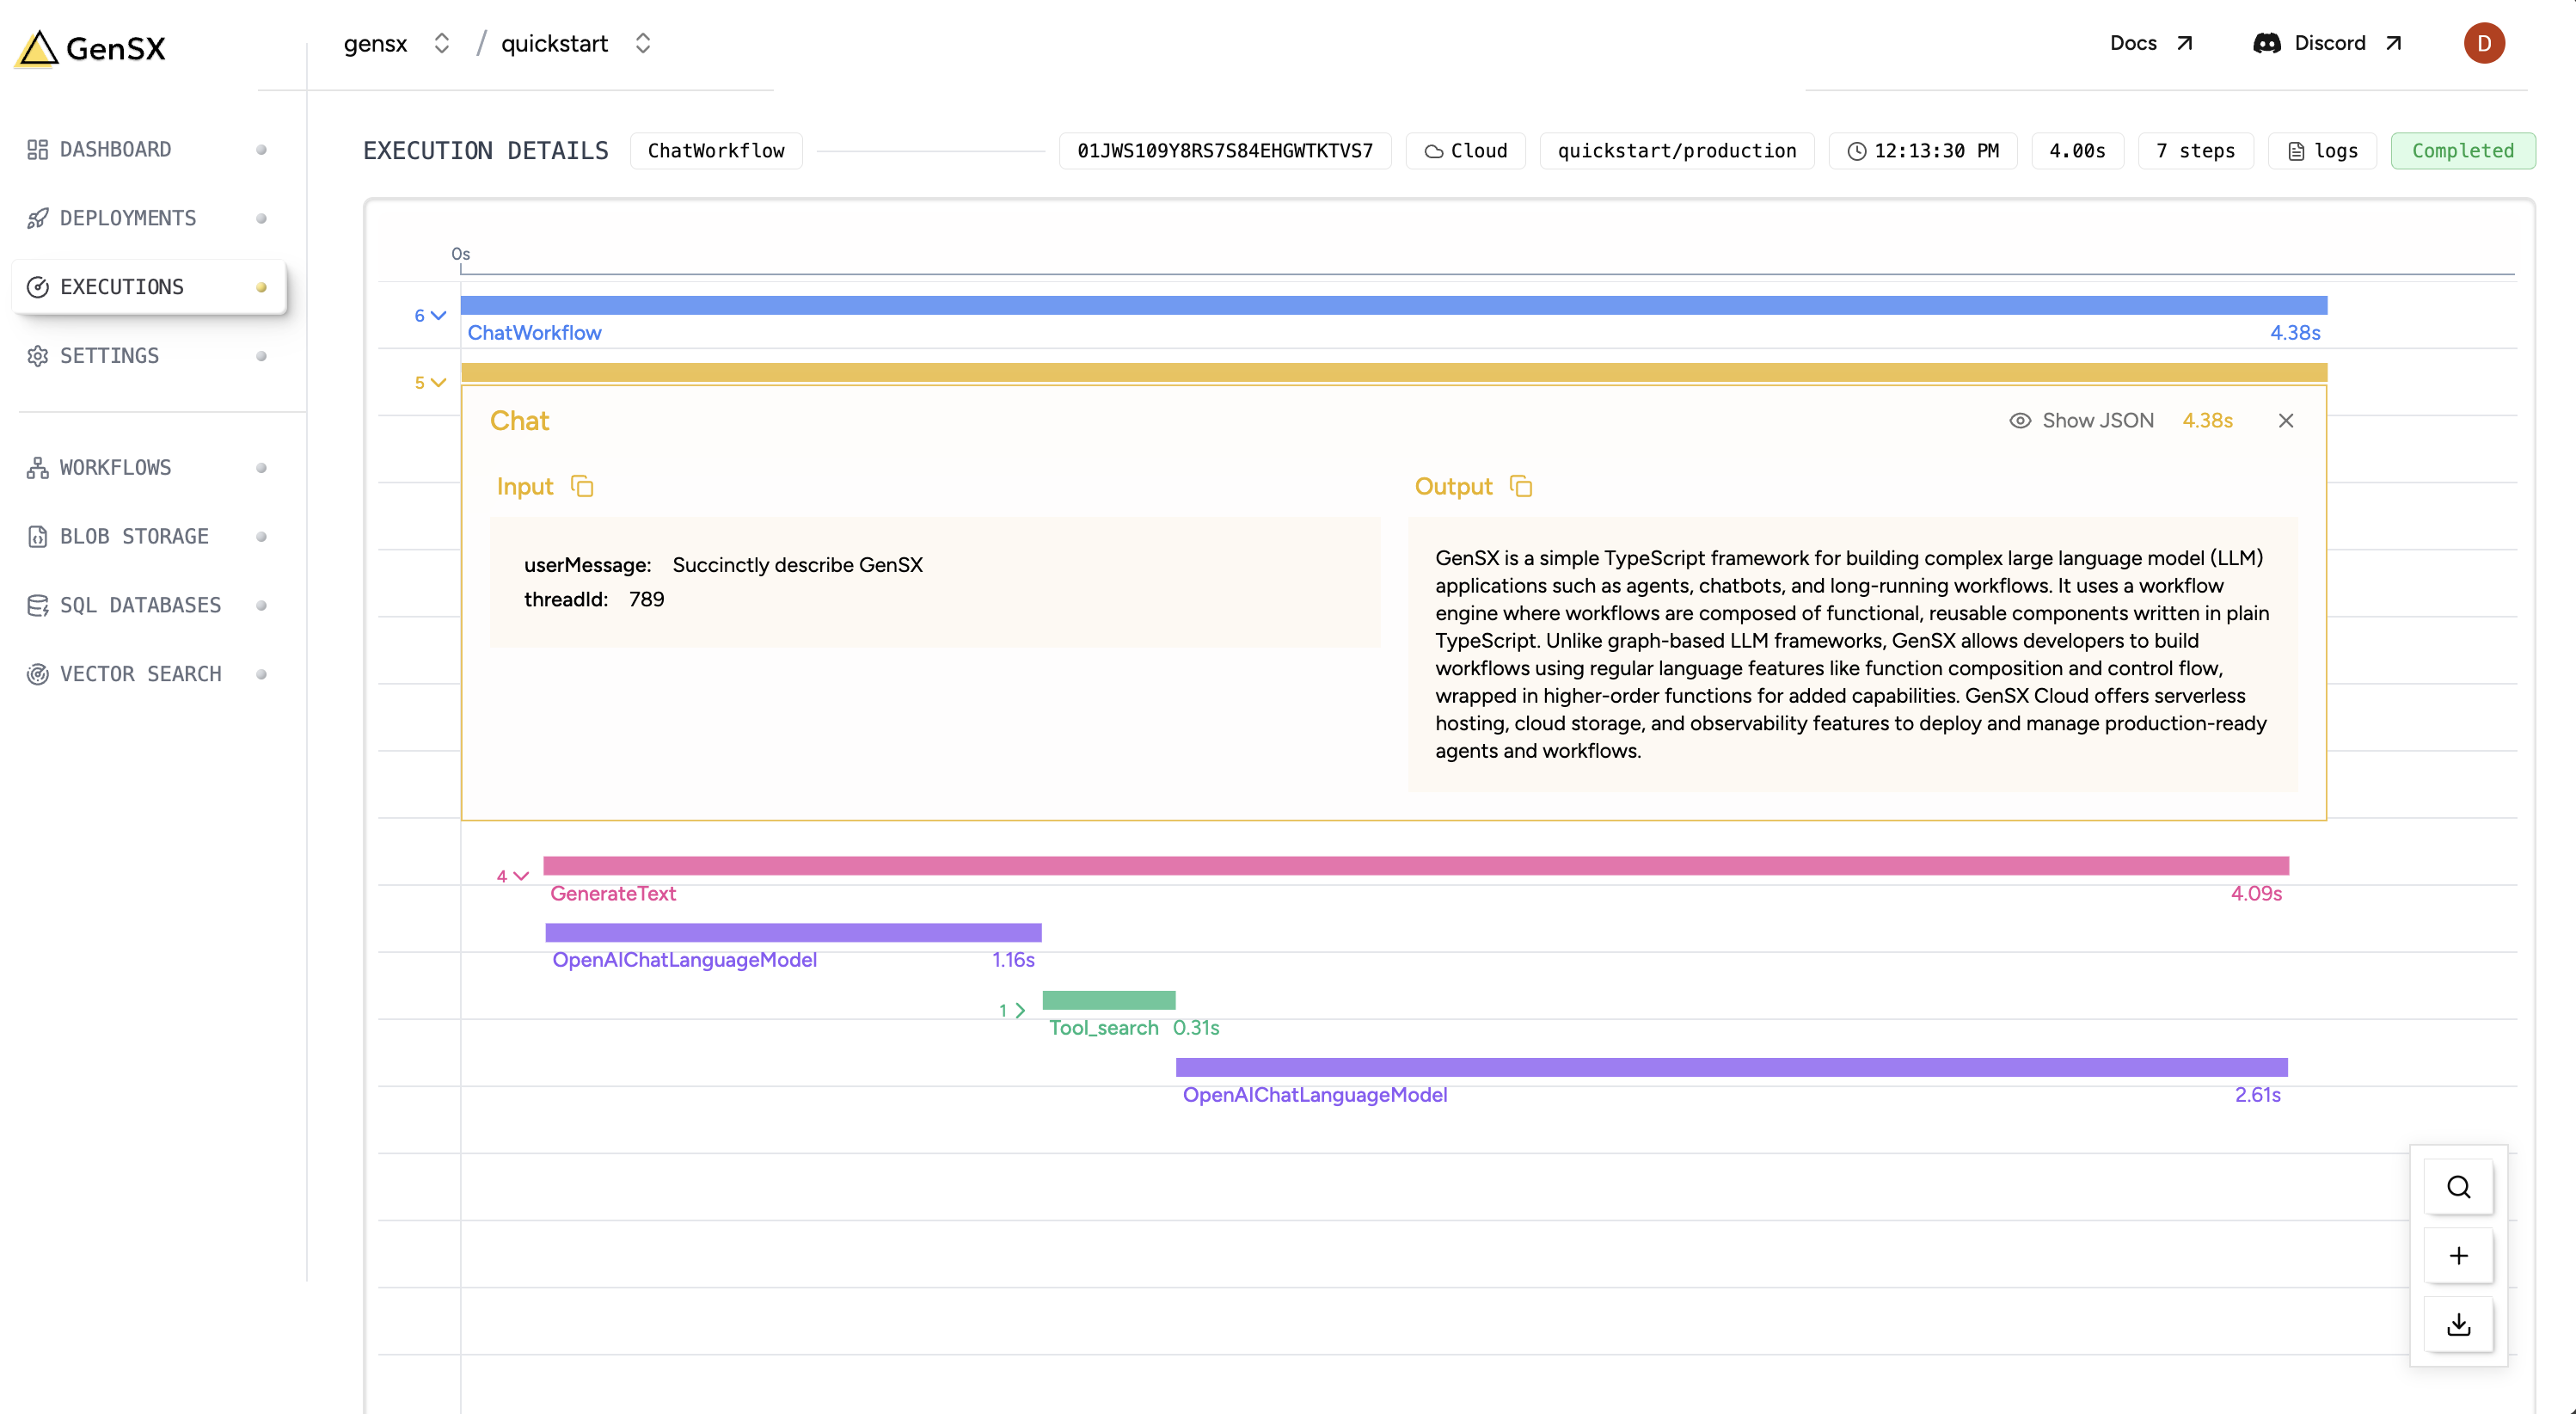 GenSX
gensx / quickstart
Docs
Discord
D
DASHBOARD
DEPLOYMENTS
EXECUTIONS
SETTINGS
WORKFLOWS
BLOB STORAGE
SQL DATABASES
VECTOR SEARCH
EXECUTION DETAILS
ChatWorkflow
01JWS109Y8RS7S84EHGWTKTVS7
Cloud
quickstart/production
12:13:30 PM
4.00s
7 steps
logs
Completed
0s
6
ChatWorkflow 4.38s
5
Chat
Show JSON 4.38s
Input
userMessage: Succinctly describe GenSX
threadId: 789
Output
GenSX is a simple TypeScript framework for building complex large language model (LLM)
applications such as agents, chatbots, and long-running workflows. It uses a workflow
engine where workflows are composed of functional, reusable components written in plain
TypeScript. Unlike graph-based LLM frameworks, GenSX allows developers to build
workflows using regular language features like function composition and control flow,
wrapped in higher-order functions for added capabilities. GenSX Cloud offers serverless
hosting, cloud storage, and observability features to deploy and manage production-ready
agents and workflows.
4
GenerateText 4.09s
OpenAIChatLanguageModel 1.16s
1
Tool_search 0.31s
OpenAIChatLanguageModel 2.61s